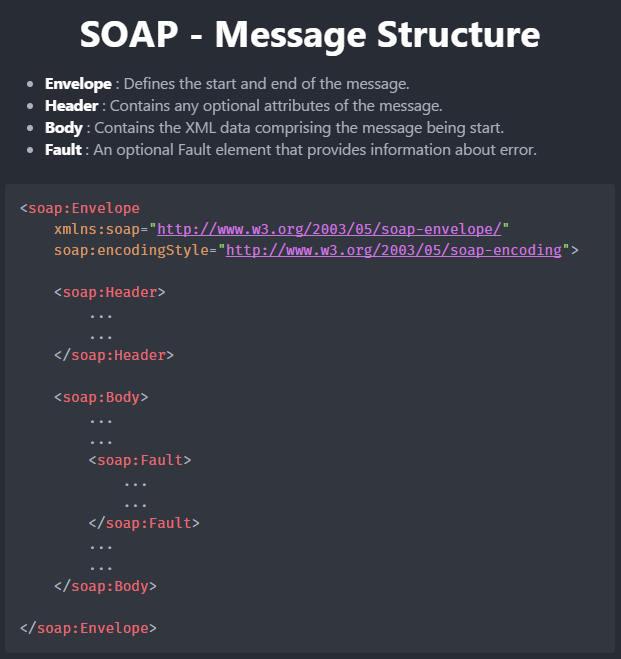 SOAP - Message Structure
• Envelope : Defines the start and end of the message.
• Header : Contains any optional attributes of the message.
• Body : Contains the XML data comprising the message being start.
• Fault : An optional Fault element that provides information about error.
<soap:Envelope
    xmlns:soap="http://www.w3.org/2003/05/soap-envelope/"
    soap:encodingStyle="http://www.w3.org/2003/05/soap-encoding">
    <soap:Header>
        ...
        ...
    </soap:Header>
    <soap:Body>
        ...
        ...
        <soap:Fault>
            ...
            ...
        </soap:Fault>
        ...
        ...
    </soap:Body>
</soap:Envelope>